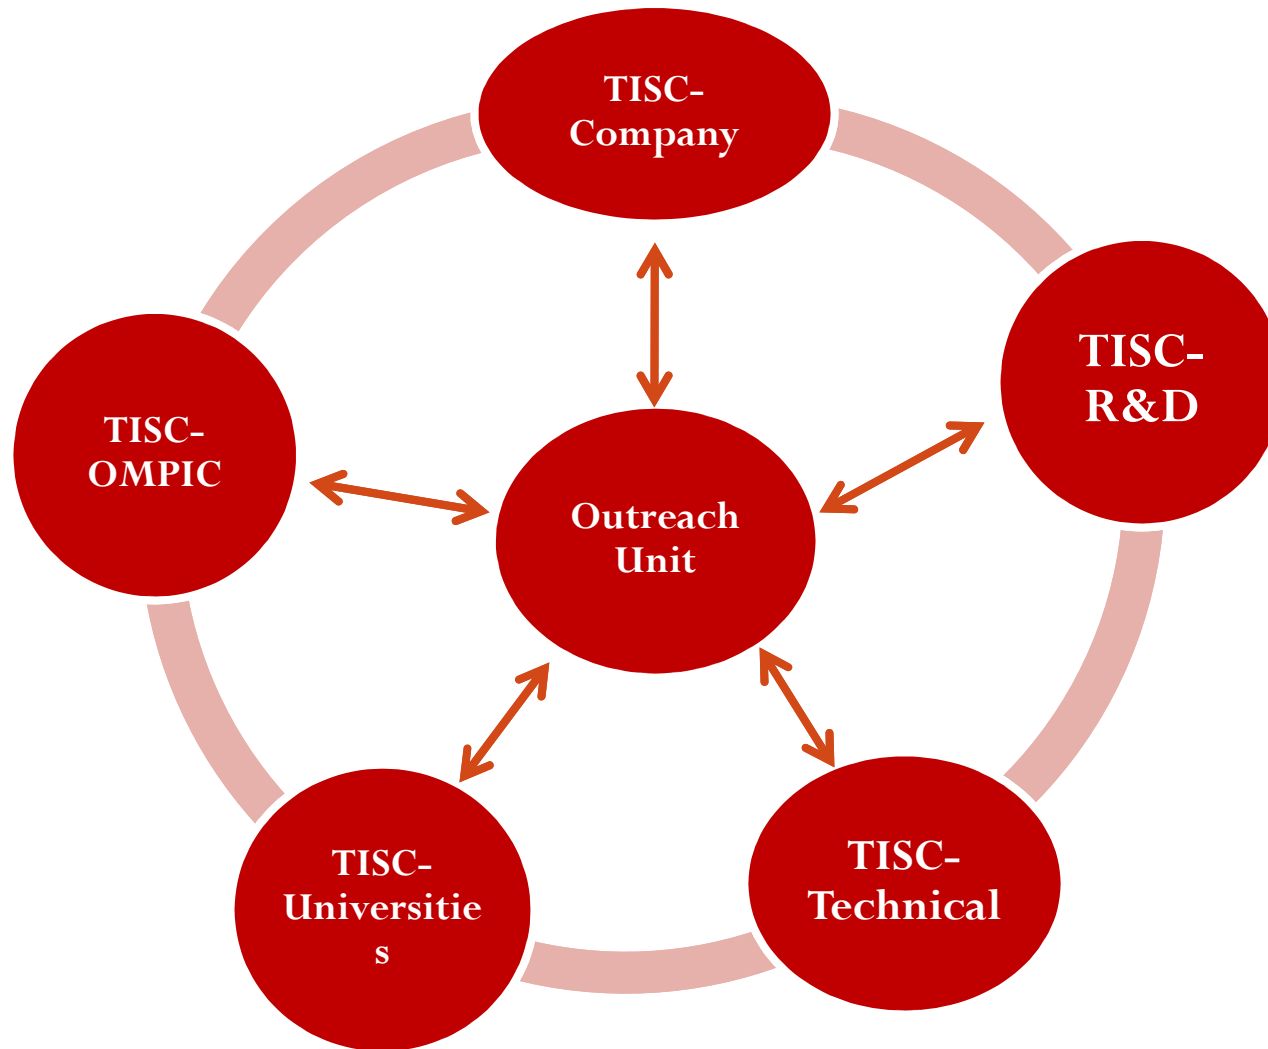 TISC-
Company
TISC-
R&D
TISC-
OMPIC
Outreach
Unit
TISC-
Technical
TISC-
Universitie
s